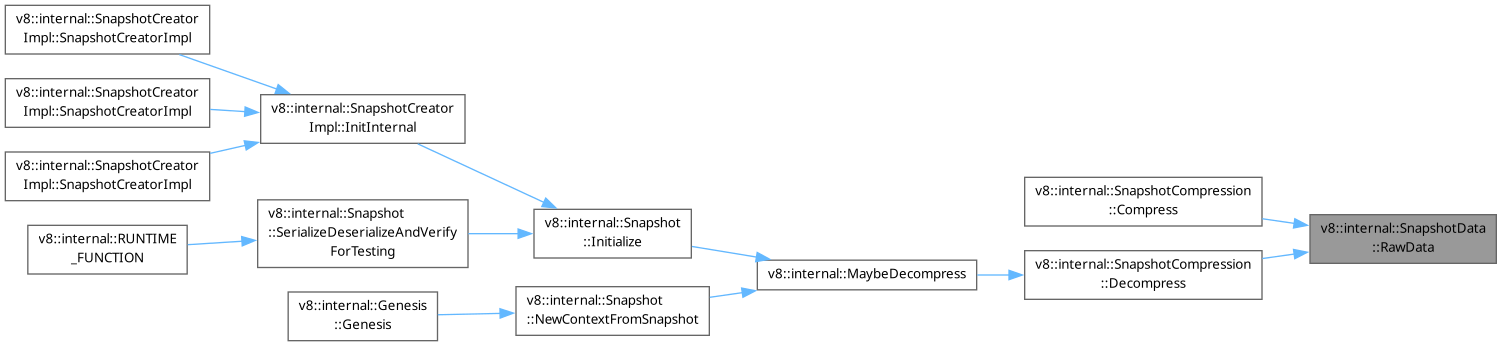 v8::internal::SnapshotCreator
Impl::SnapshotCreatorImpl
v8::internal::SnapshotCreator
Impl::SnapshotCreatorImpl
v8::internal::SnapshotCreator
Impl::SnapshotCreatorImpl
v8::internal::RUNTIME
_FUNCTION
v8::internal::SnapshotCreator
Impl::InitInternal
v8::internal::Snapshot
::SerializeDeserializeAndVerify
ForTesting
v8::internal::Genesis
::Genesis
v8::internal::Snapshot
::Initialize
v8::internal::Snapshot
::NewContextFromSnapshot
v8::internal::MaybeDecompress
v8::internal::SnapshotCompression
::Compress
v8::internal::SnapshotCompression
::Decompress
v8::internal::SnapshotData
::RawData